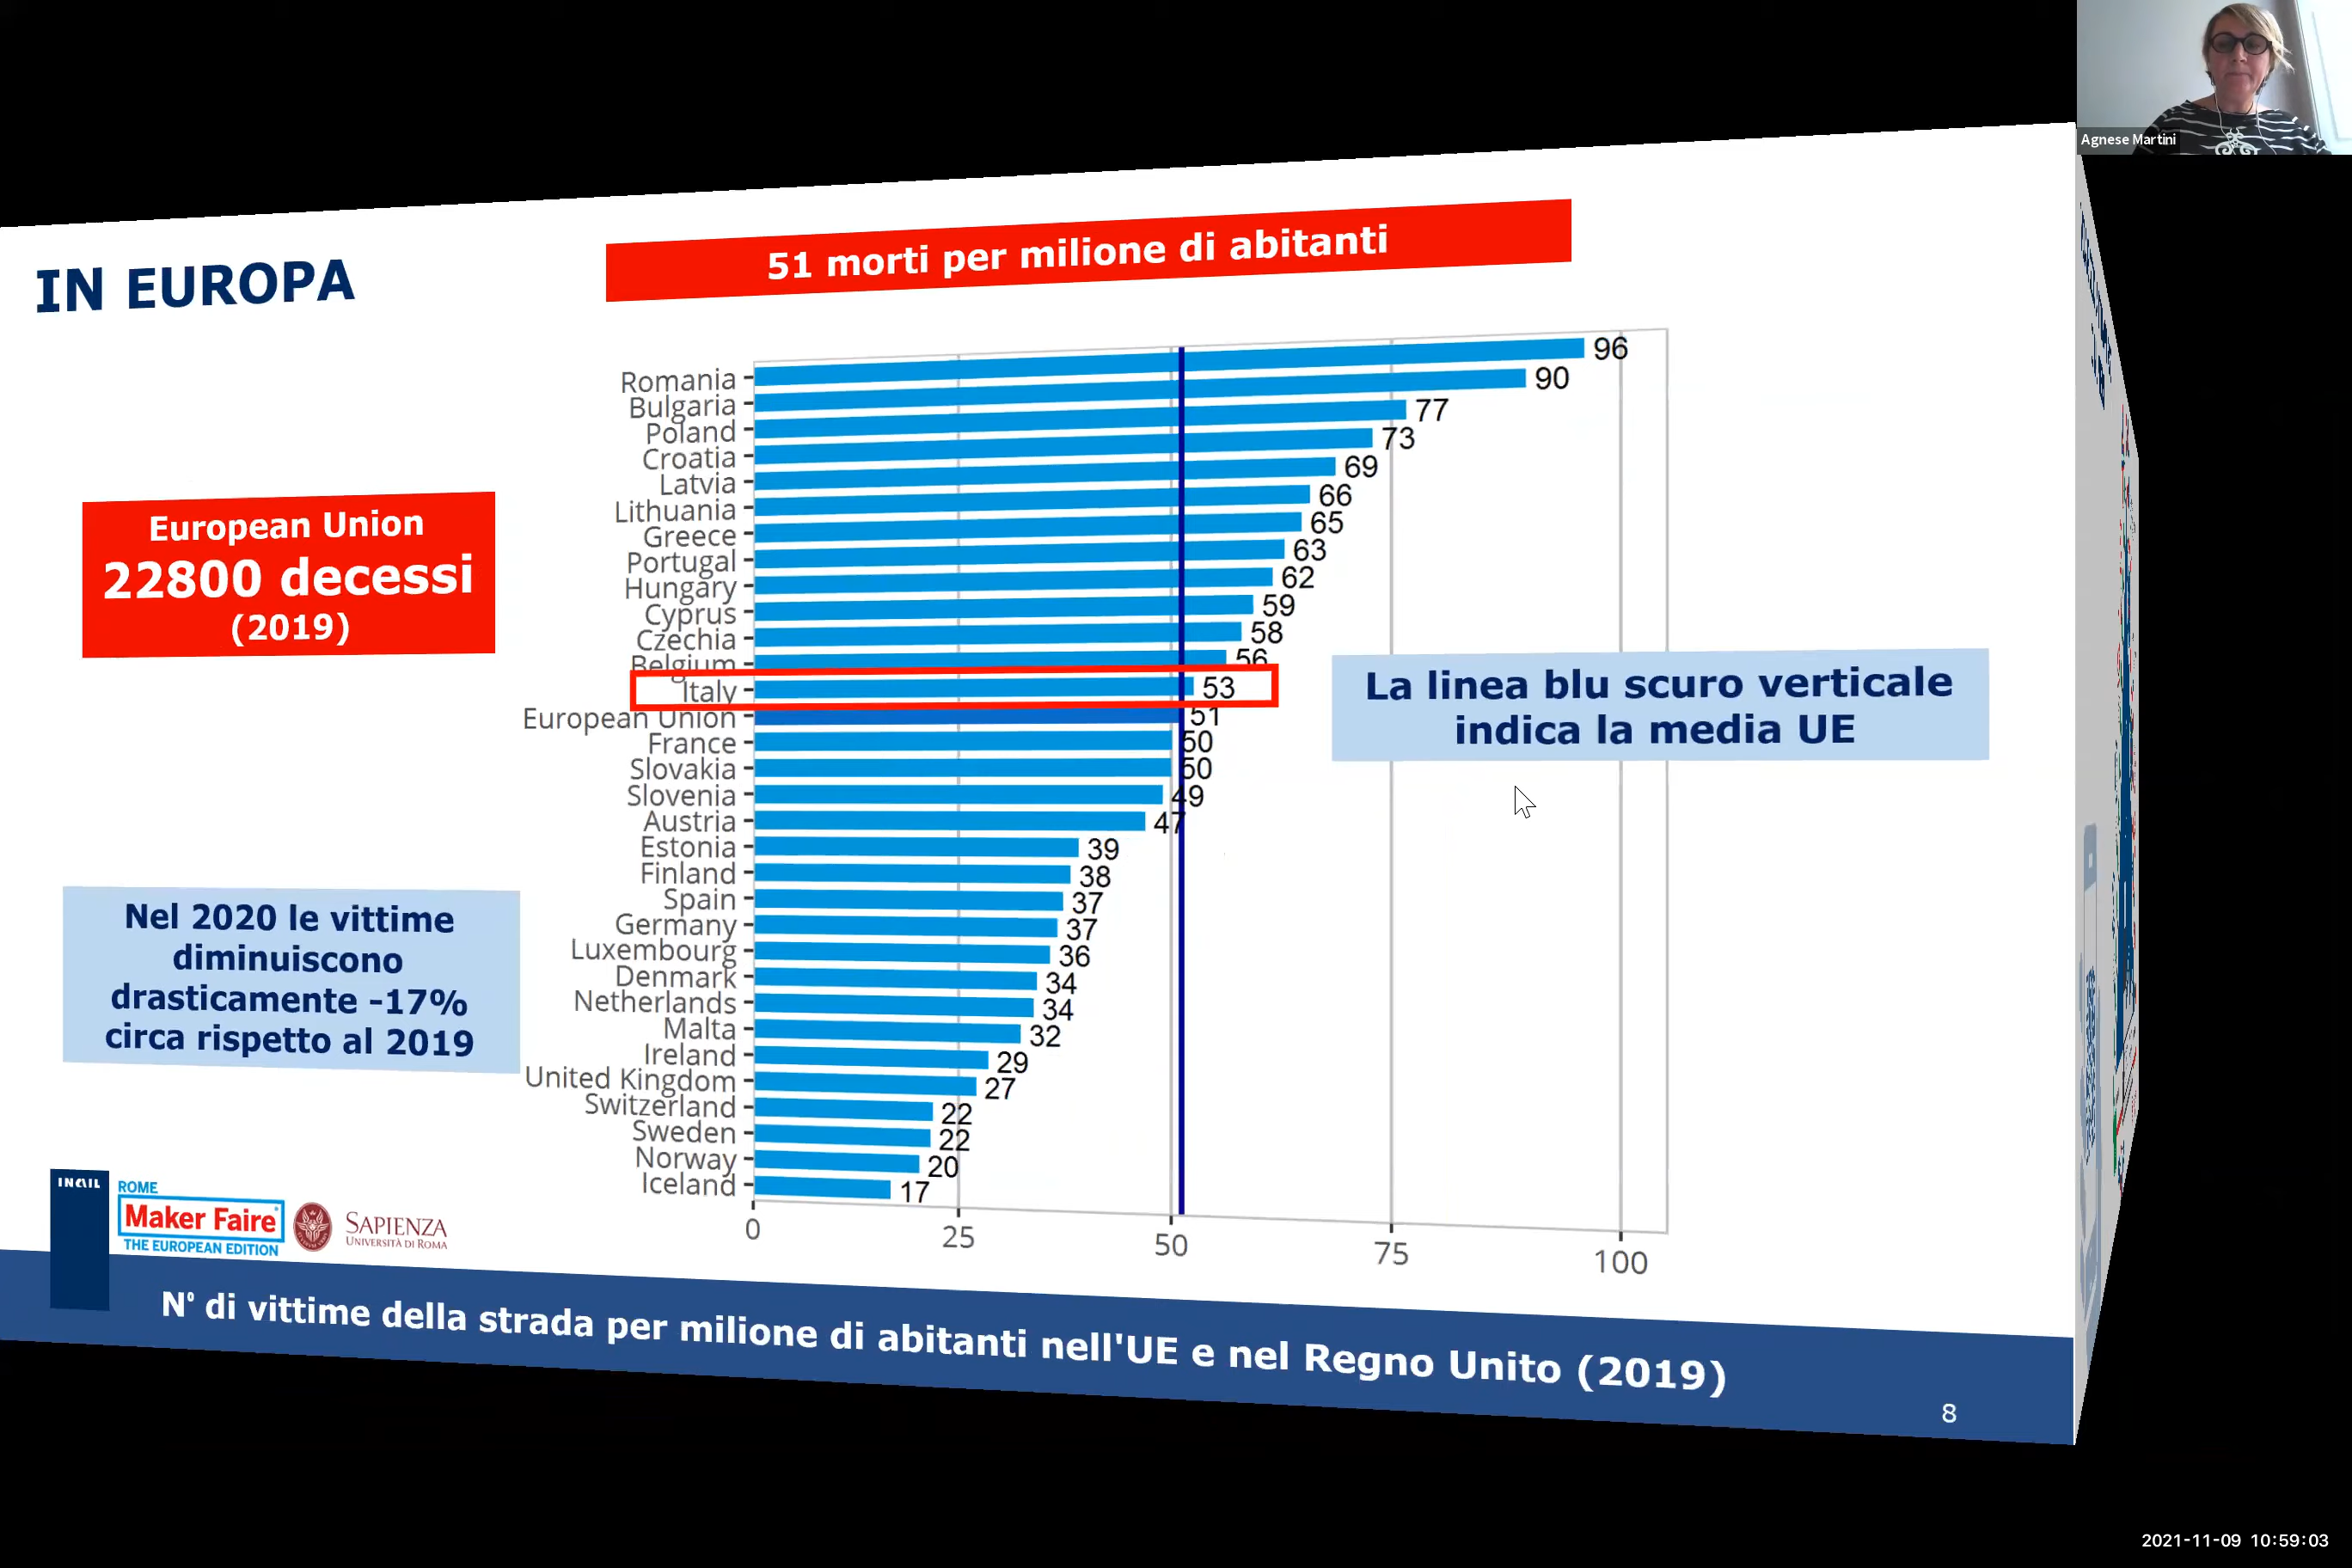 Agnese Martini
IN EUROPA
51 morti per milione di abitanti
European Union
22800 decessi
(2019)
Nel 2020 le vittime
diminuiscono
drasticamente -17%
circa rispetto al 2019
Romania 96
Bulgaria 90
Poland 77
Croatia 73
Latvia 69
Lithuania 66
Greece 65
Portugal 63
Hungary 62
Cyprus 59
Czechia 58
Belgium 56
Italy 53
European Union 51
France 50
Slovakia 50
Slovenia 49
Austria 47
Estonia 39
Finland 38
Spain 37
Germany 37
Luxembourg 36
Denmark 34
Netherlands 34
Malta 32
Ireland 29
United Kingdom 27
Switzerland 22
Sweden 22
Norway 20
Iceland 17
0 25 50 75 100
La linea blu scuro verticale
indica la media UE
INAIL
ROME
Maker Faire
THE EUROPEAN EDITION
SAPIENZA
UNIVERSITÀ DI ROMA
N° di vittime della strada per milione di abitanti nell'UE e nel Regno Unito (2019)
8
2021-11-09 10:59:03